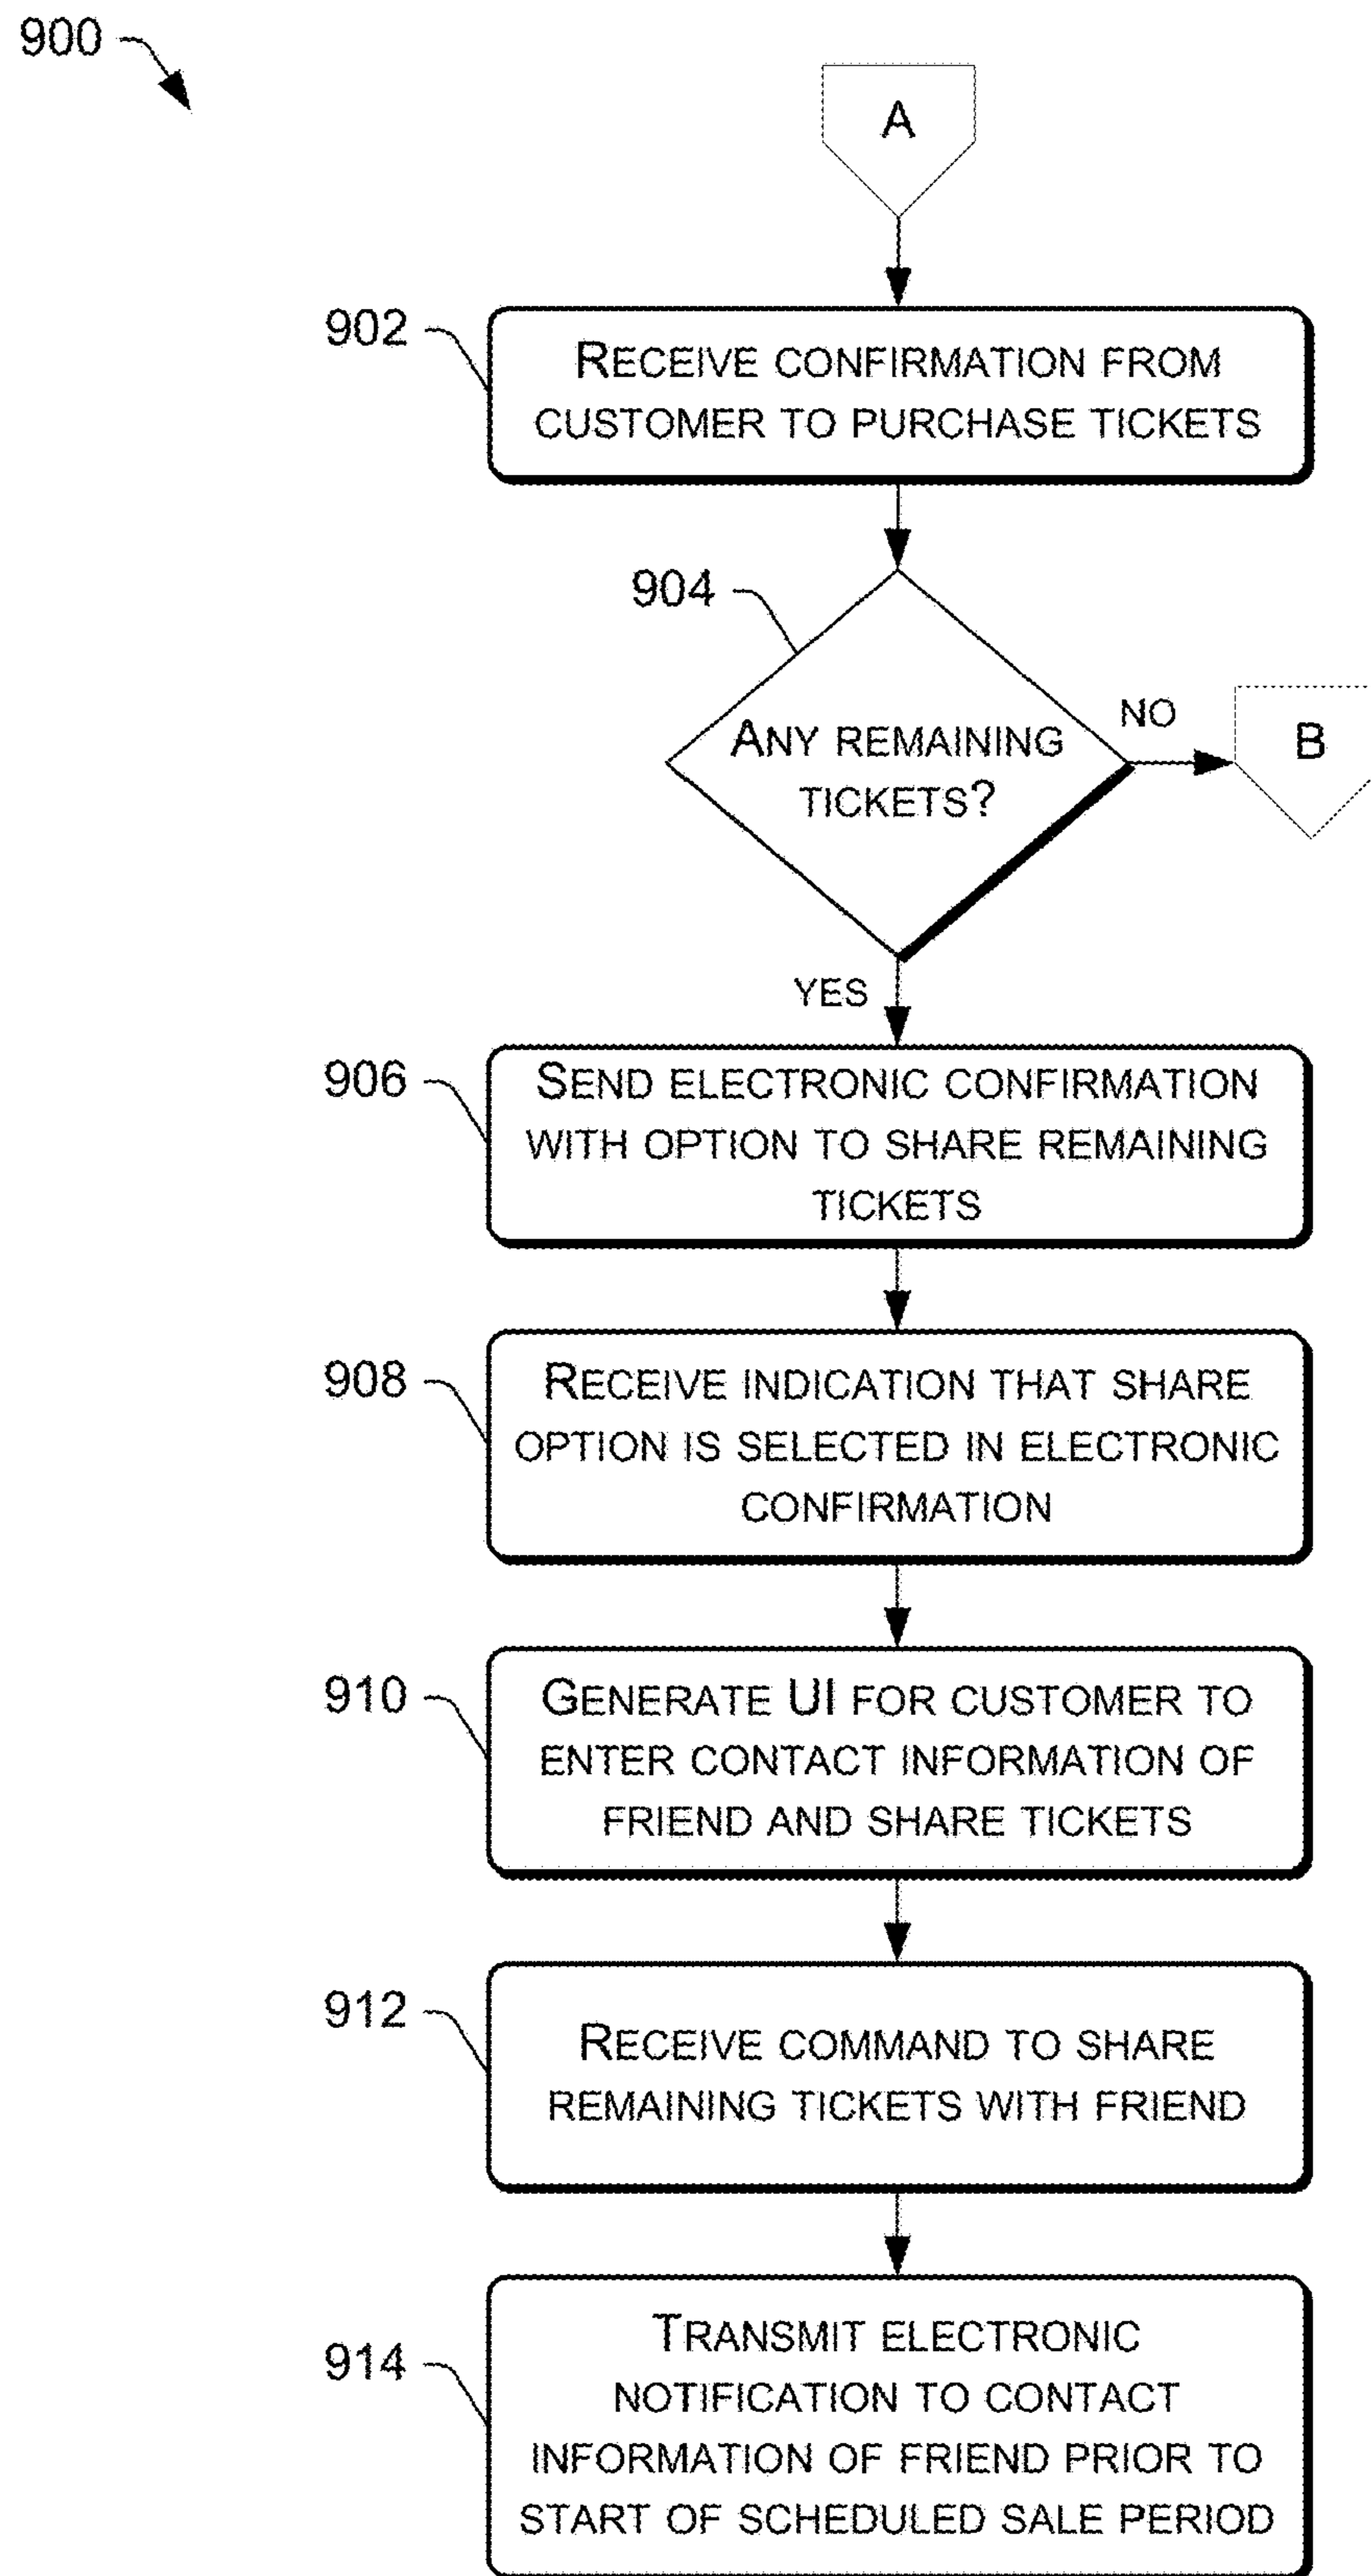 900
A
902
RECEIVE CONFIRMATION FROM
CUSTOMER TO PURCHASE TICKETS
904
ANY REMAINING
TICKETS?
NO
B
YES
906
SEND ELECTRONIC CONFIRMATION
WITH OPTION TO SHARE REMAINING
TICKETS
908
RECEIVE INDICATION THAT SHARE
OPTION IS SELECTED IN ELECTRONIC
CONFIRMATION
910
GENERATE UI FOR CUSTOMER TO
ENTER CONTACT INFORMATION OF
FRIEND AND SHARE TICKETS
912
RECEIVE COMMAND TO SHARE
REMAINING TICKETS WITH FRIEND
914
TRANSMIT ELECTRONIC
NOTIFICATION TO CONTACT
INFORMATION OF FRIEND PRIOR TO
START OF SCHEDULED SALE PERIOD